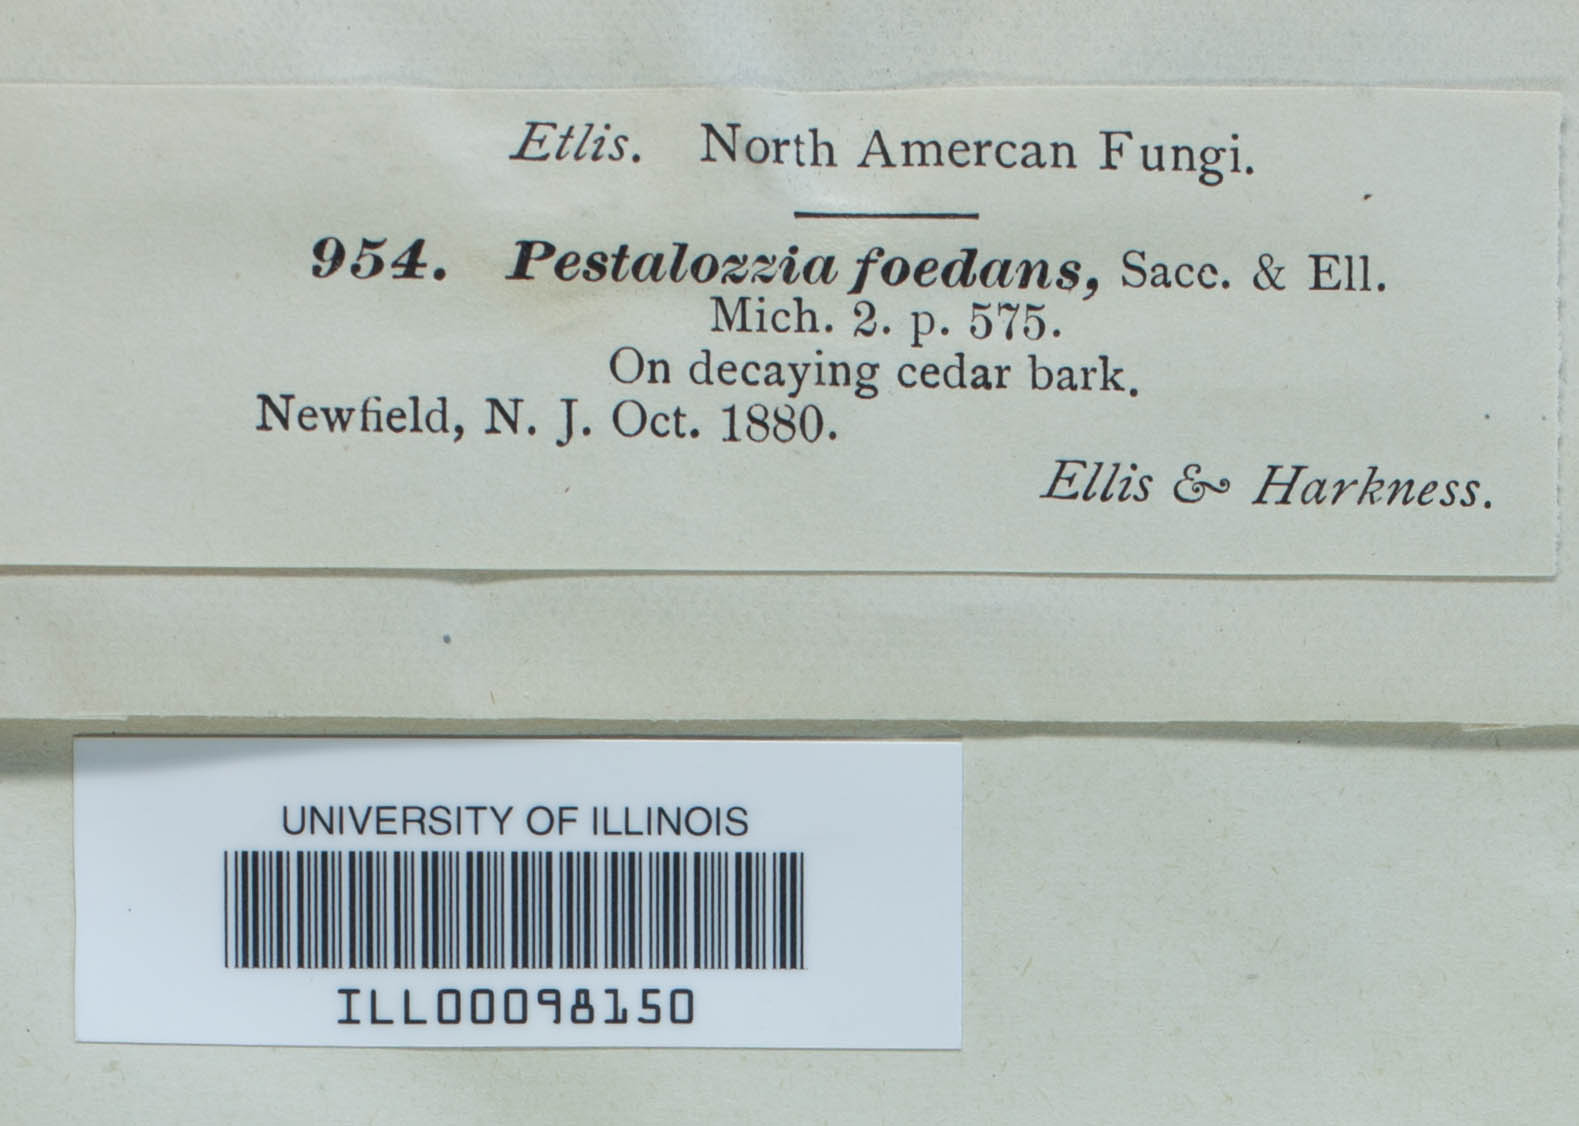 Etlis. North Amercan Fungi.
954. Pestalozzia foedans, Sacc. & Ell.
Mich. 2. p. 575.
On decaying cedar bark.
Newfield, N. J. Oct. 1880.
Ellis & Harkness.
UNIVERSITY OF ILLINOIS
ILL00098150